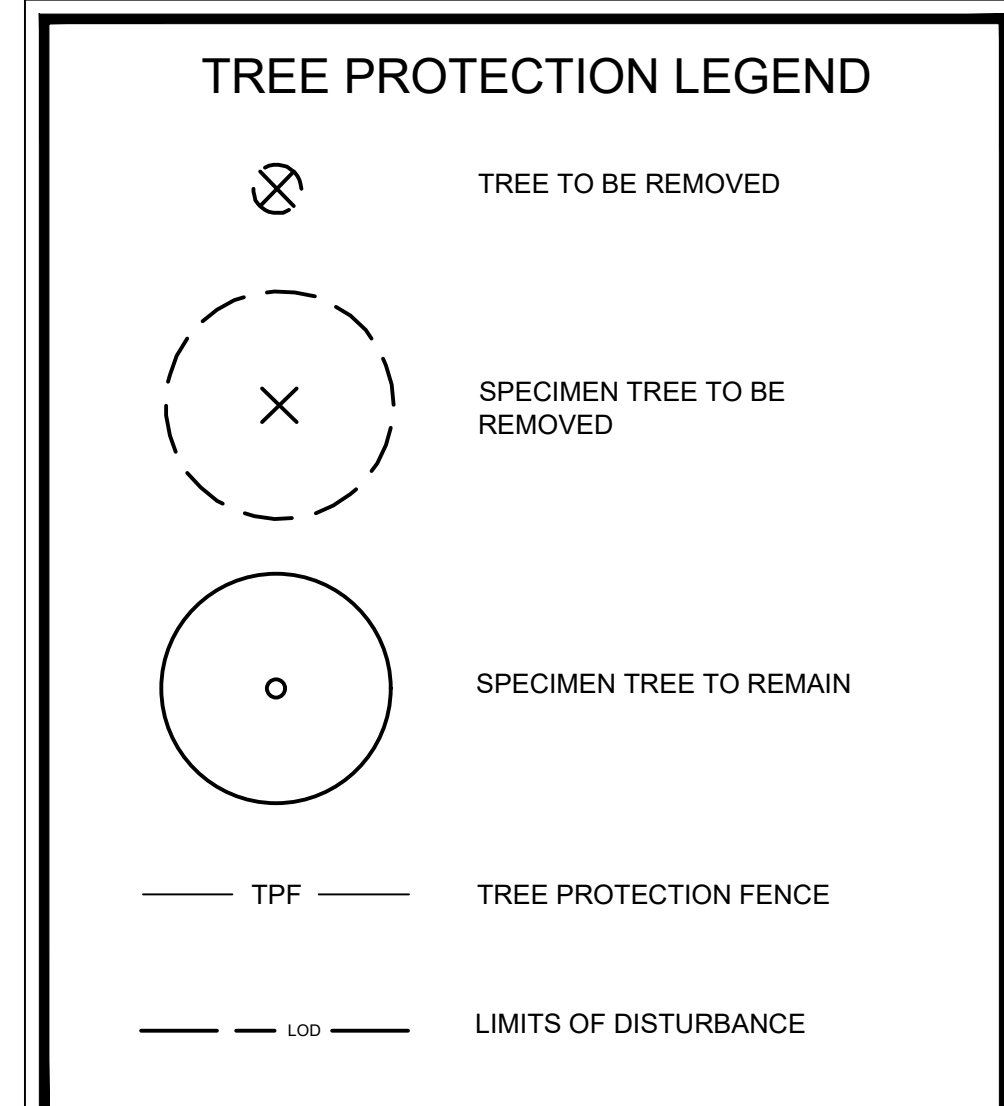 TREE PROTECTION LEGEND
TREE TO BE REMOVED
SPECIMEN TREE TO BE
REMOVED
SPECIMEN TREE TO REMAIN
TPF
TREE PROTECTION FENCE
LOD
LIMITS OF DISTURBANCE